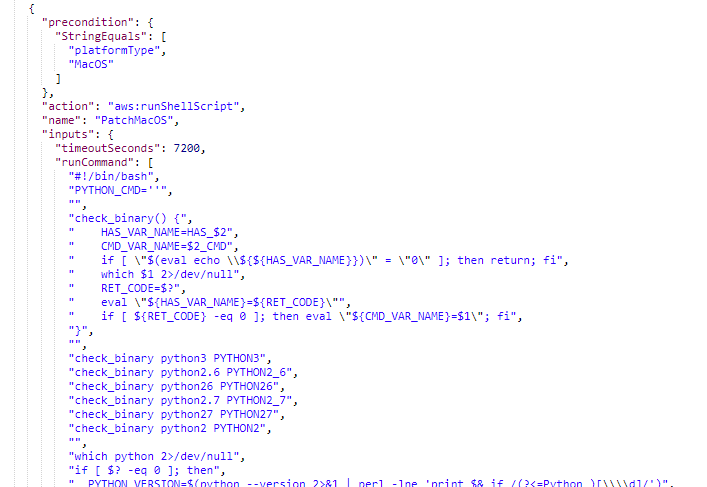 {
"precondition": {
"StringEquals": [
"platformType",
"MacOS"
]
},
"action": "aws:runShellScript",
"name": "PatchMacOS",
"inputs": {
"timeoutSeconds": 7200,
"runCommand": [
"#!/bin/bash",
"PYTHON_CMD=''",
"",
"check_binary() {",
"    HAS_VAR_NAME=HAS_$2",
"    CMD_VAR_NAME=$2_CMD",
"    if [ \"$(eval echo \\${${HAS_VAR_NAME}})\" = \"0\" ]; then return; fi",
"    which $1 2>/dev/null",
"    RET_CODE=$?",
"    eval \"${HAS_VAR_NAME}=${RET_CODE}\"",
"    if [ ${RET_CODE} -eq 0 ]; then eval \"${CMD_VAR_NAME}=$1\"; fi",
"}",
"",
"check_binary python3 PYTHON3",
"check_binary python2.6 PYTHON2_6",
"check_binary python26 PYTHON26",
"check_binary python2.7 PYTHON2_7",
"check_binary python27 PYTHON27",
"check_binary python2 PYTHON2",
"",
"which python 2>/dev/null",
"if [ $? -eq 0 ]; then",
"  PYTHON_VERSION=$(python --version 2>&1 | perl -lne 'print $& if /(?<=Python )[\\\\d]/')",